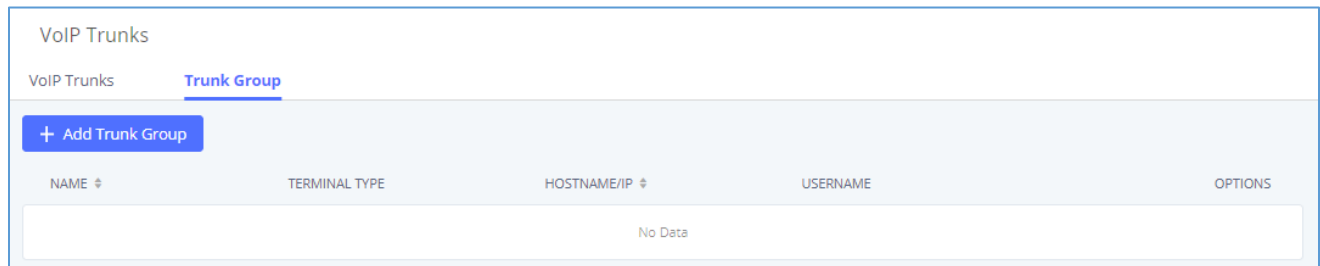 VoIP Trunks
VoIP Trunks Trunk Group
+ Add Trunk Group
NAME TERMINAL TYPE HOSTNAME/IP USERNAME OPTIONS
No Data